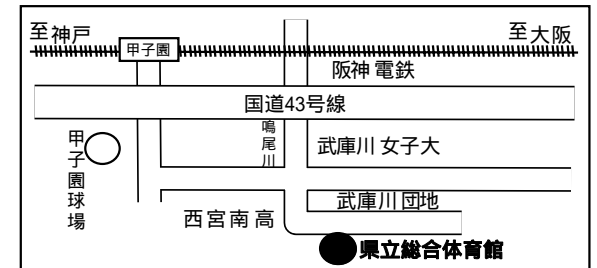 至神戸
至大阪
甲子園
阪神電鉄
国道43号線
鳴尾川
武庫川女子大
甲子園球場
武庫川団地
西宮南高
県立総合体育館